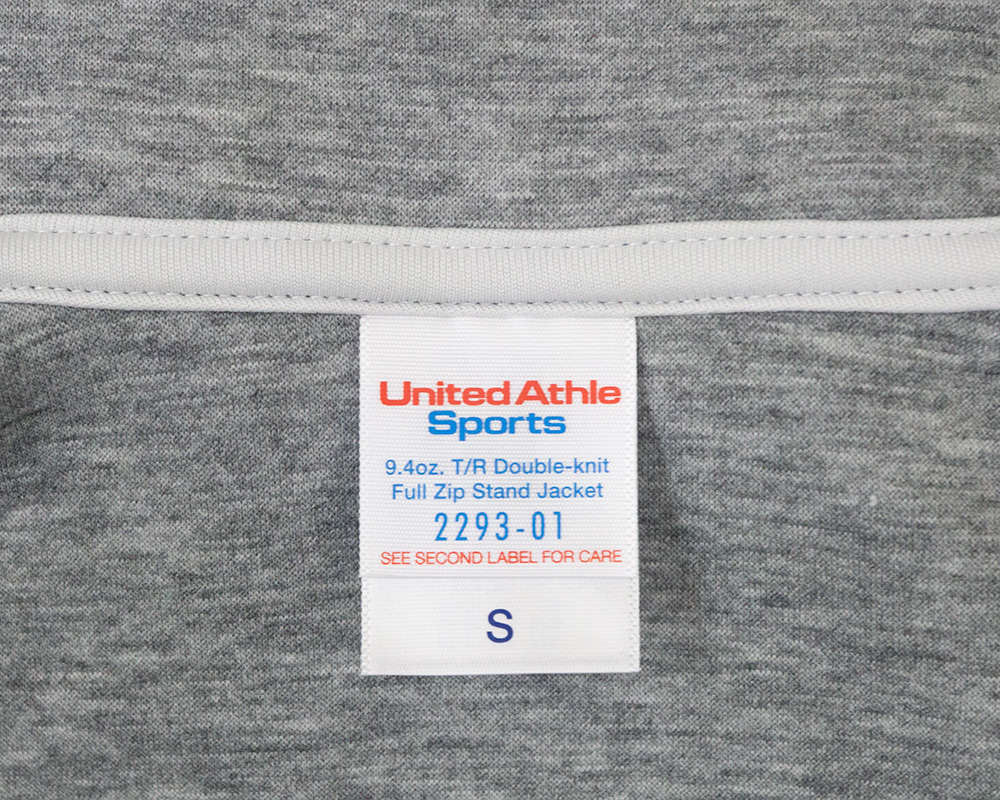 United Athle
Sports
9.4oz. T/R Double-knit
Full Zip Stand Jacket
2293-01
SEE SECOND LABEL FOR CARE
S